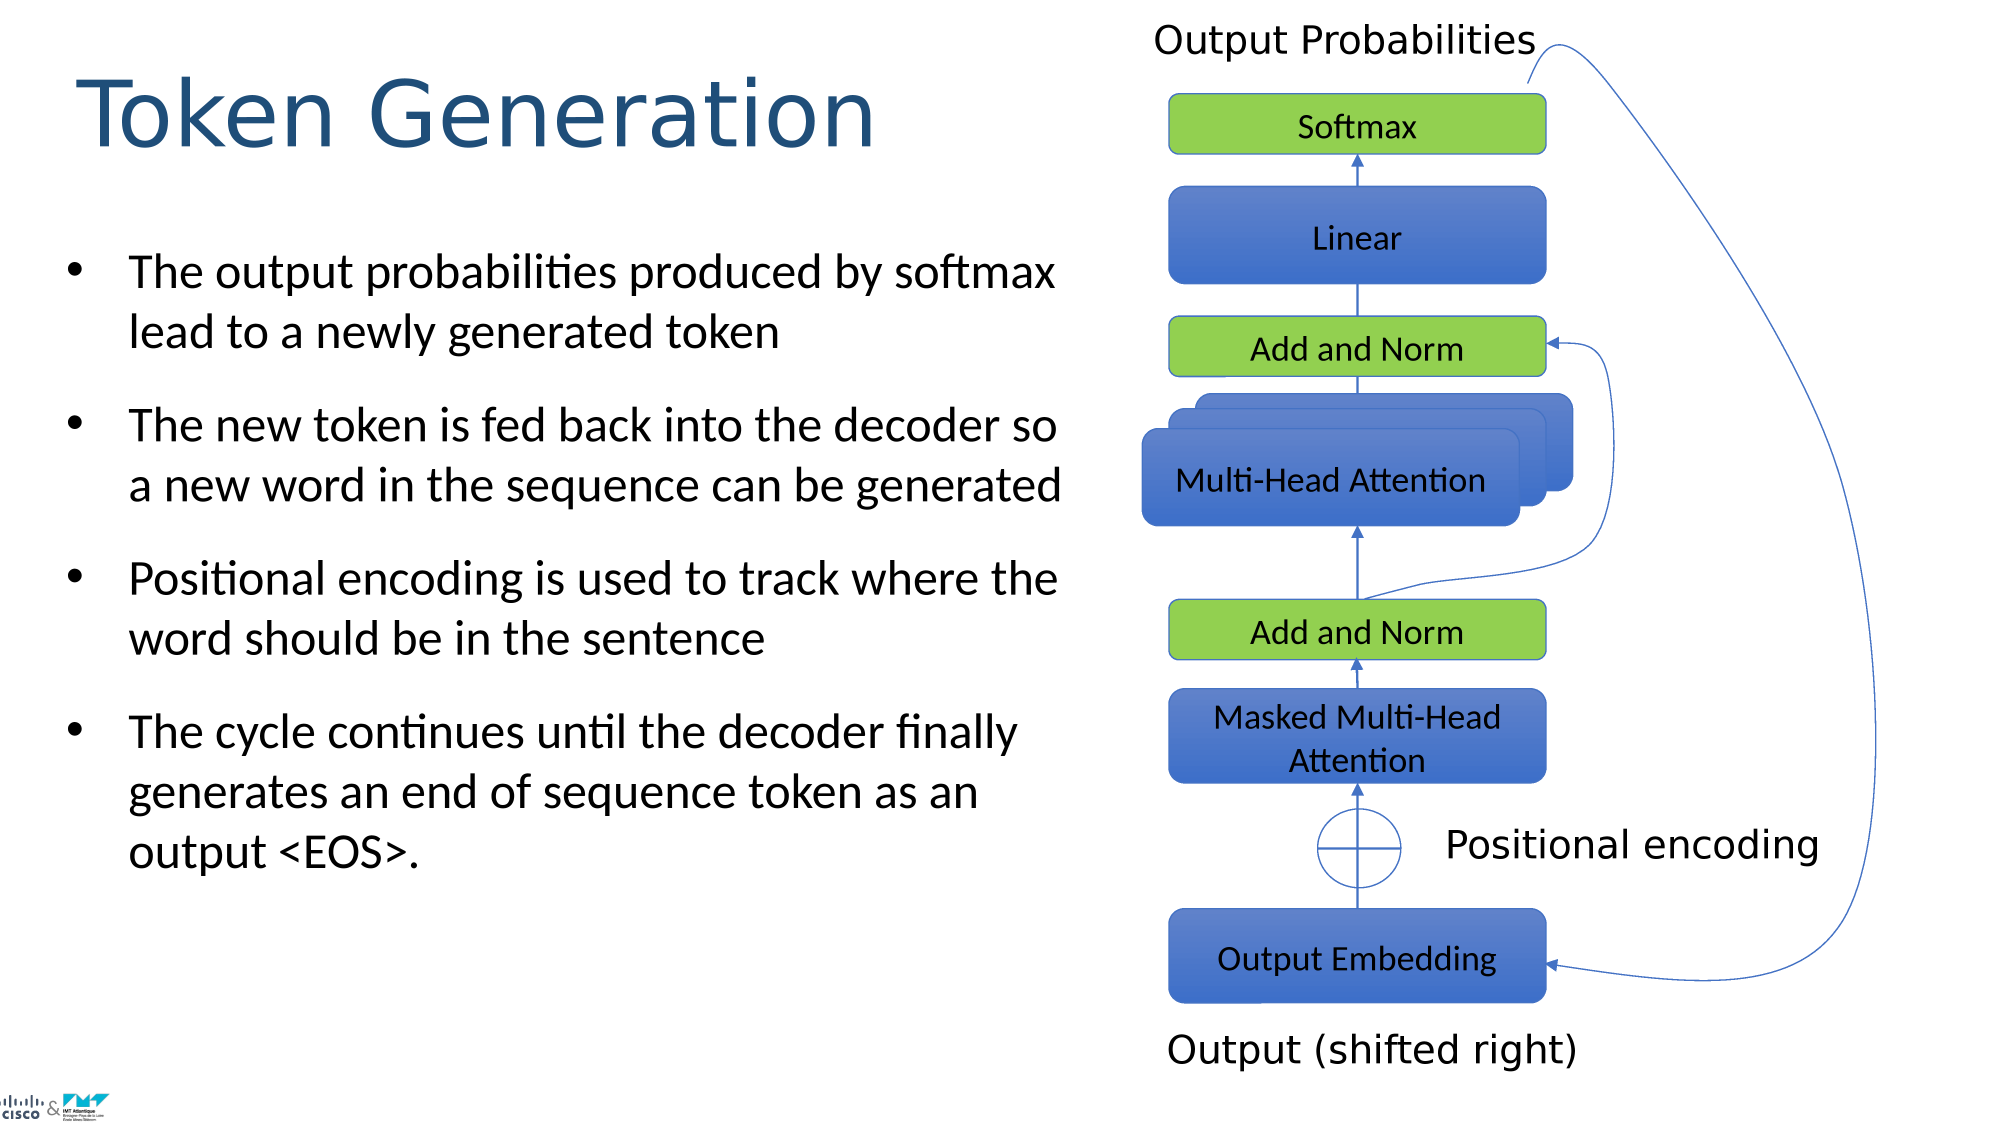 Token Generation
• The output probabilities produced by softmax
lead to a newly generated token
• The new token is fed back into the decoder so
a new word in the sequence can be generated
• Positional encoding is used to track where the
word should be in the sentence
• The cycle continues until the decoder finally
generates an end of sequence token as an
output <EOS>.
Output Probabilities
Softmax
Linear
Add and Norm
Multi-Head Attention
Add and Norm
Masked Multi-Head
Attention
Positional encoding
Output Embedding
Output (shifted right)
CISCO & IMT Atlantique